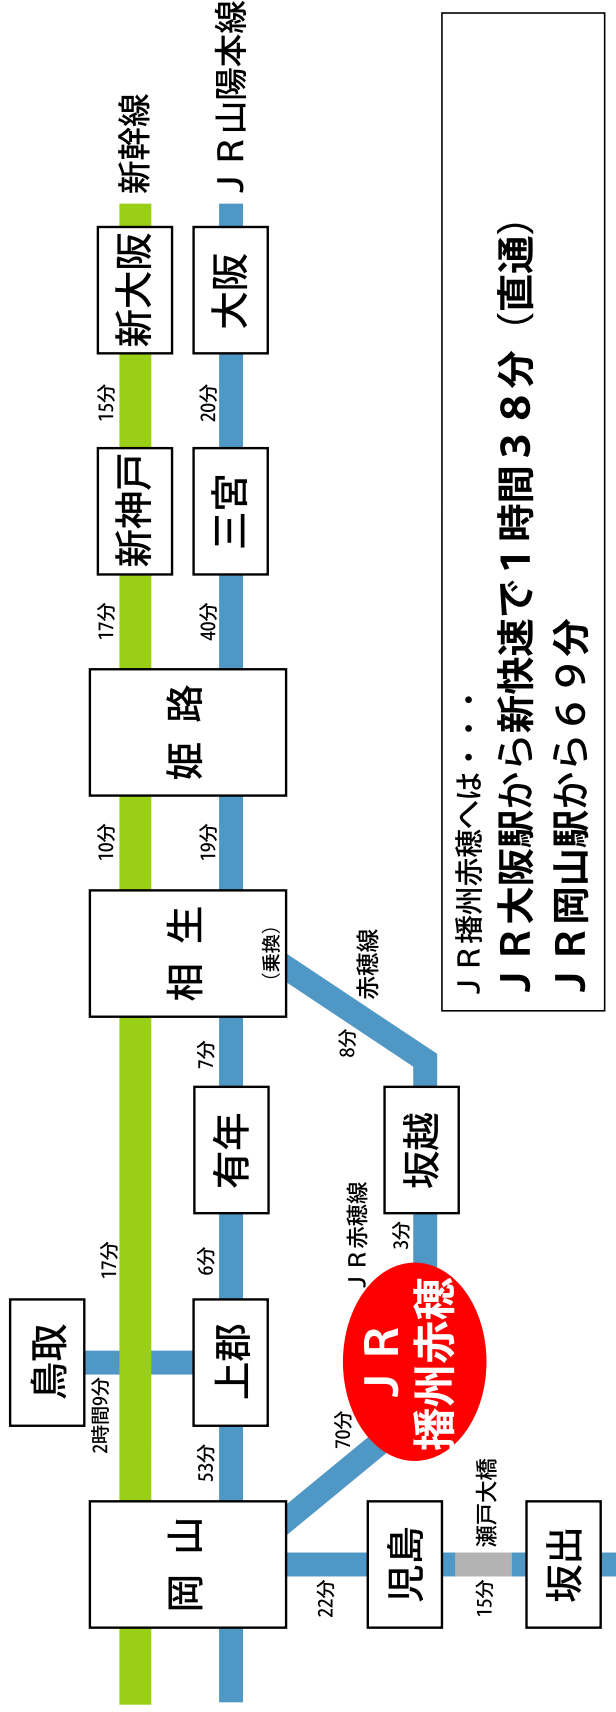 新幹線
ＪＲ山陽本線
新大阪
大阪
15分
20分
新神戸
三宮
17分
40分
姫路
10分
19分
相生
（乗換）
赤穂線
8分
7分
有年
坂越
ＪＲ赤穂線
3分
17分
6分
鳥取
2時間9分
上郡
ＪＲ
播州赤穂
53分
70分
岡山
22分
児島
瀬戸大橋
15分
坂出
ＪＲ播州赤穂へは・・・
ＪＲ大阪駅から新快速で１時間３８分（直通）
ＪＲ岡山駅から６９分